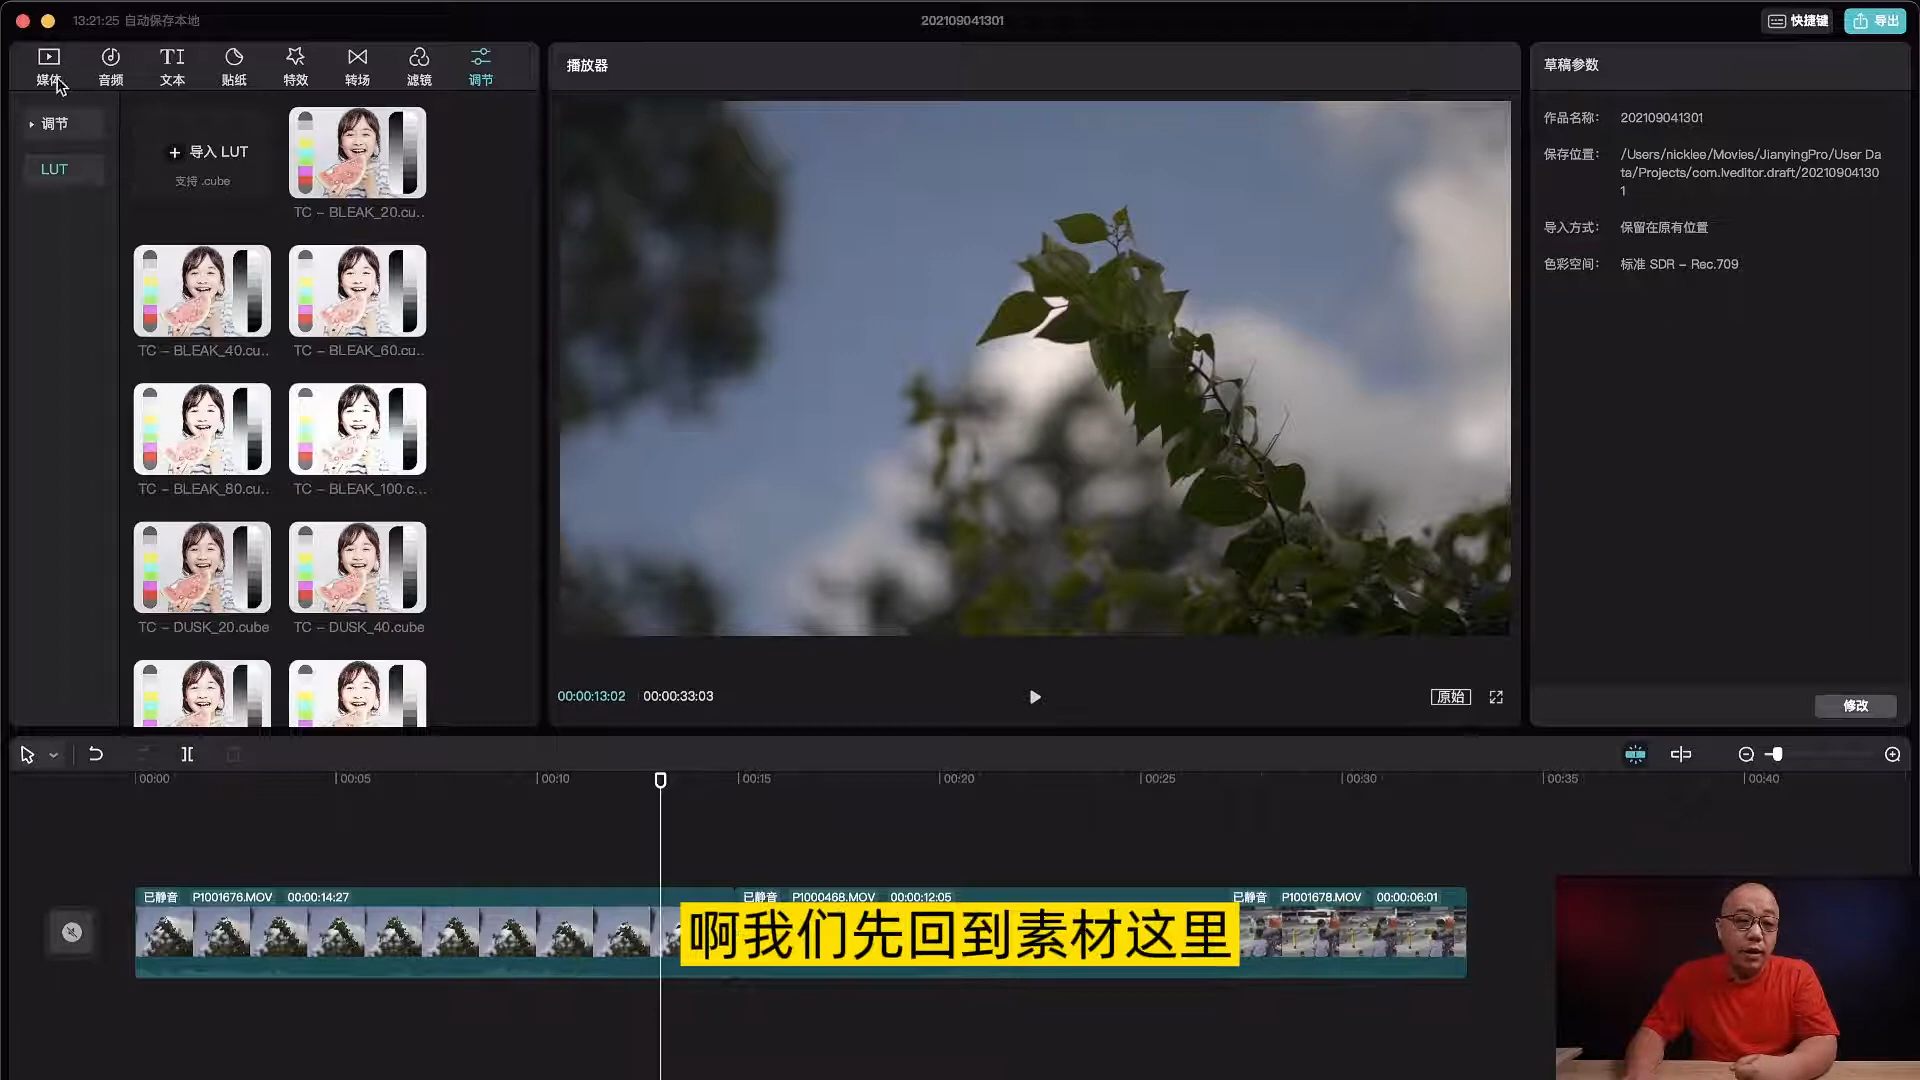 13:21:25 自动保存本地
202109041301
快捷键
导出
媒体
音频
TI
文本
贴纸
特效
转场
滤镜
调节
调节
LUT
+ 导入 LUT
支持 .cube
TC - BLEAK_20.cu..
TC - BLEAK_40.cu..
TC - BLEAK_60.cu..
TC - BLEAK_80.cu..
TC - BLEAK_100.c...
TC - DUSK_20.cube
TC - DUSK_40.cube
播放器
00:00:13:02
00:00:33:03
原始
草稿参数
作品名称: 202109041301
保存位置: /Users/nicklee/Movies/JianyingPro/User Da
ta/Projects/com.lveditor.draft/20210904130
1
导入方式: 保留在原有位置
色彩空间: 标准 SDR - Rec.709
修改
00:00
00:05
00:10
00:15
00:20
00:25
00:30
00:35
00:40
已静音 P1001676.MOV 00:00:14:27
已静音 P1000468.MOV 00:00:12:05
已静音 P1001678.MOV 00:00:06:01
啊我们先回到素材这里